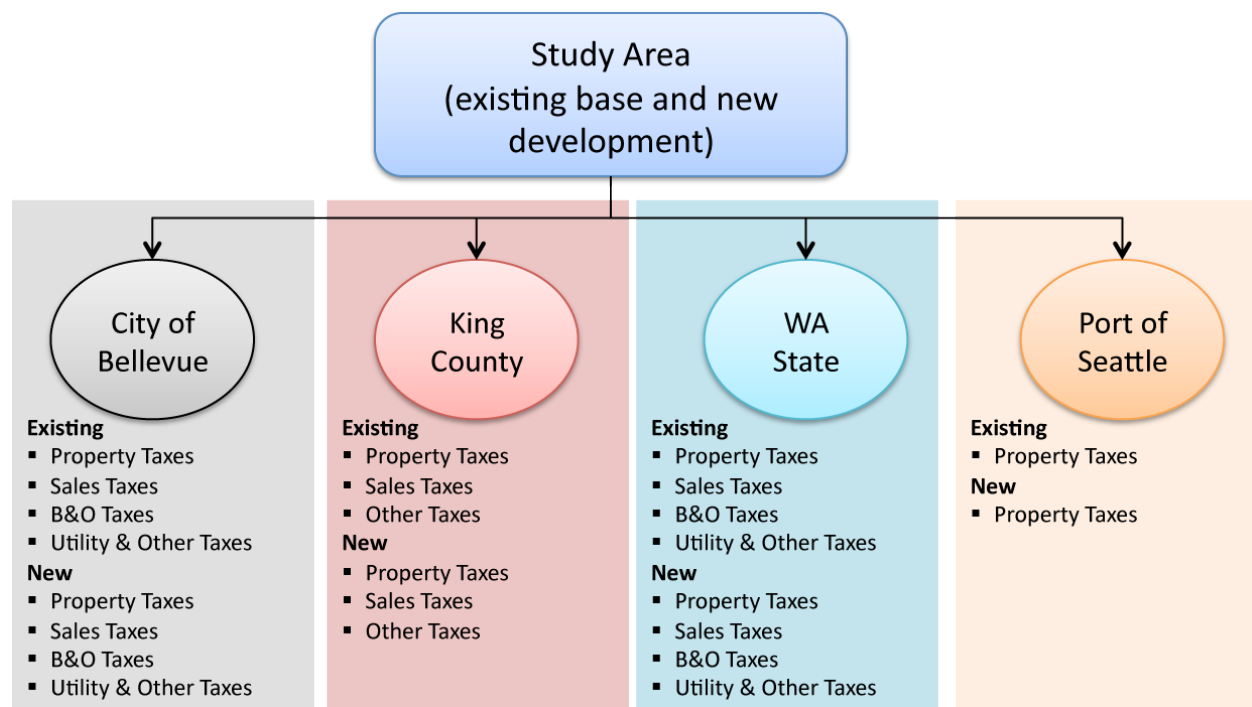 Study Area
(existing base and new
development)
City of
Bellevue
Existing
▪ Property Taxes
▪ Sales Taxes
▪ B&O Taxes
▪ Utility & Other Taxes
New
▪ Property Taxes
▪ Sales Taxes
▪ B&O Taxes
▪ Utility & Other Taxes
King
County
Existing
▪ Property Taxes
▪ Sales Taxes
▪ Other Taxes
New
▪ Property Taxes
▪ Sales Taxes
▪ Other Taxes
WA
State
Existing
▪ Property Taxes
▪ Sales Taxes
▪ B&O Taxes
▪ Utility & Other Taxes
New
▪ Property Taxes
▪ Sales Taxes
▪ B&O Taxes
▪ Utility & Other Taxes
Port of
Seattle
Existing
▪ Property Taxes
New
▪ Property Taxes